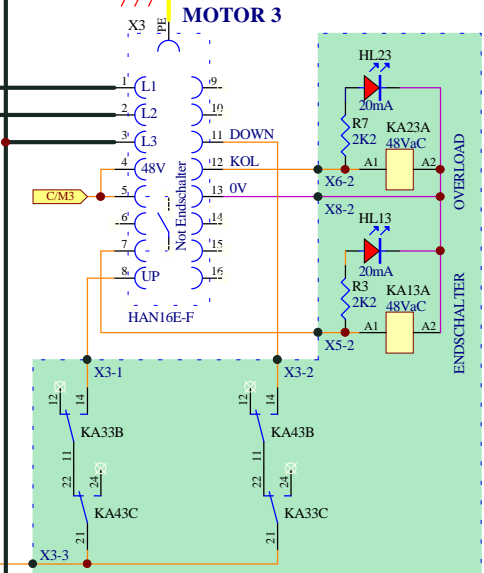 MOTOR 3
X3
PE
1 L1 9
2 L2 10
3 L3 11 DOWN
4 48V 12 KOL
C/M3 5 - 13 0V
6 - 14
7 - 15
8 UP 16
Not Endschalter
HAN16E-F
HL23
20mA
R7
2K2
KA23A
48VaC
A1 A2
X6-2
X8-2
OVERLOAD
HL13
20mA
R3
2K2
KA13A
48VaC
A1 A2
X5-2
ENDSCHALTER
X3-1
X3-2
12 14
KA33B
11
12 14
KA43B
11
22 24
KA43C
21
22 24
KA33C
21
X3-3